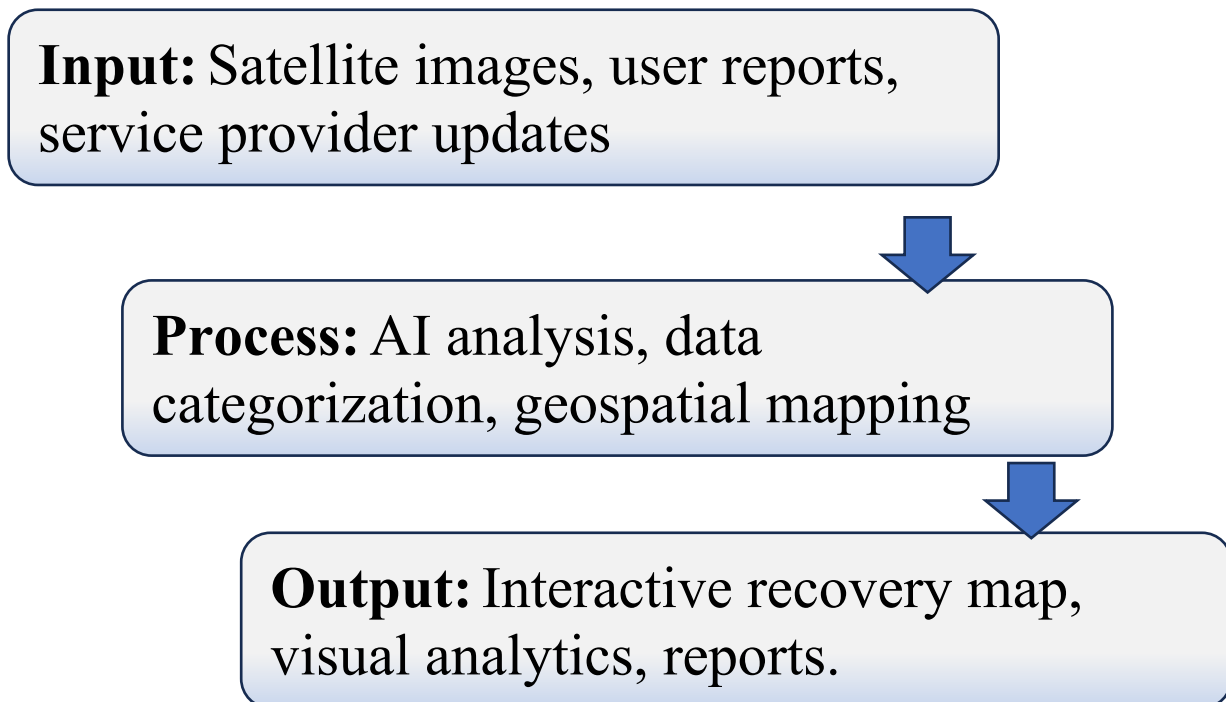 Input: Satellite images, user reports,
service provider updates
Process: AI analysis, data
categorization, geospatial mapping
Output: Interactive recovery map,
visual analytics, reports.